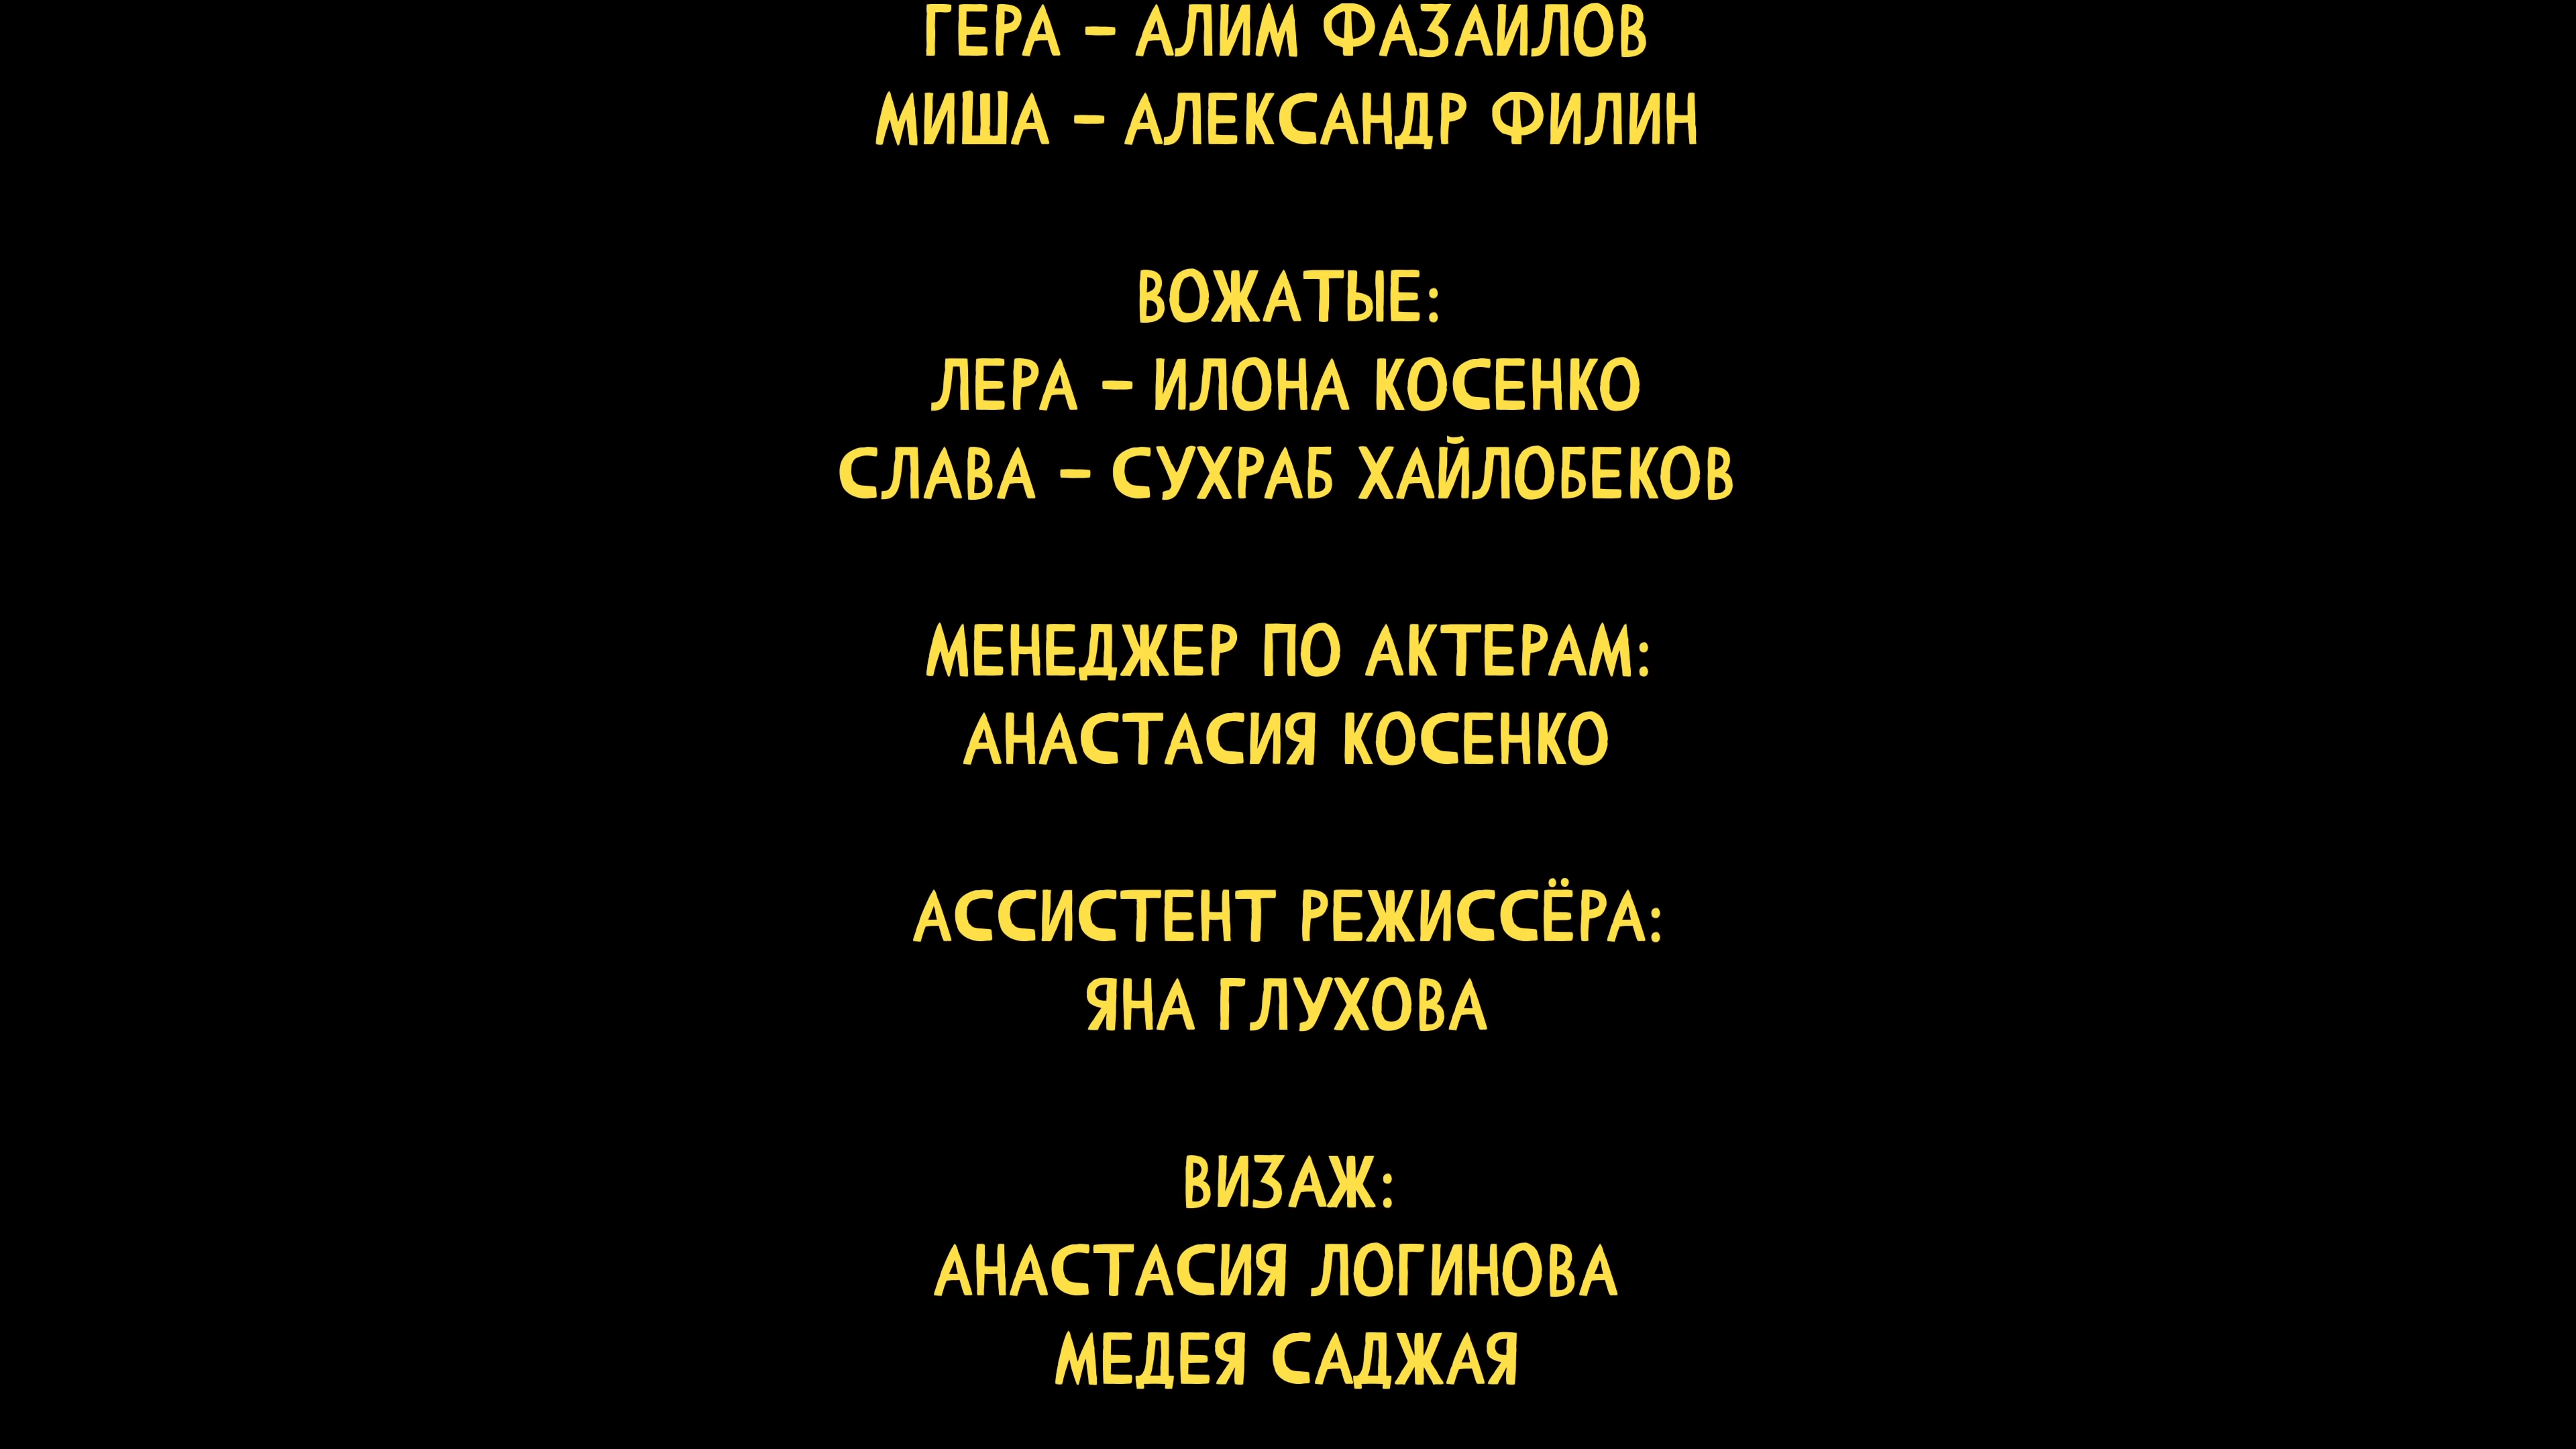 ГЕРА – АЛИМ ФАЗАИЛОВ
МИША – АЛЕКСАНДР ФИЛИН
ВОЖАТЫЕ:
ЛЕРА – ИЛОНА КОСЕНКО
СЛАВА – СУХРАБ ХАЙЛОБЕКОВ
МЕНЕДЖЕР ПО АКТЕРАМ:
АНАСТАСИЯ КОСЕНКО
АССИСТЕНТ РЕЖИССЁРА:
ЯНА ГЛУХОВА
ВИЗАЖ:
АНАСТАСИЯ ЛОГИНОВА
МЕДЕЯ САДЖАЯ